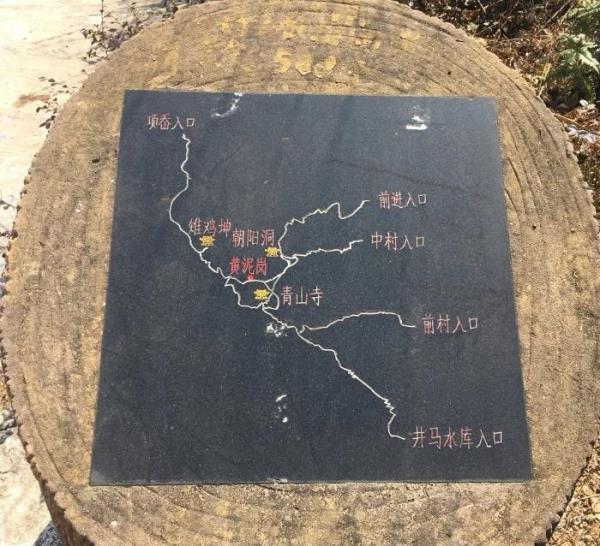 项岙入口
前进入口
雉鸡坤
朝阳洞
中村入口
黄泥岗
青山寺
前村入口
井马水库入口